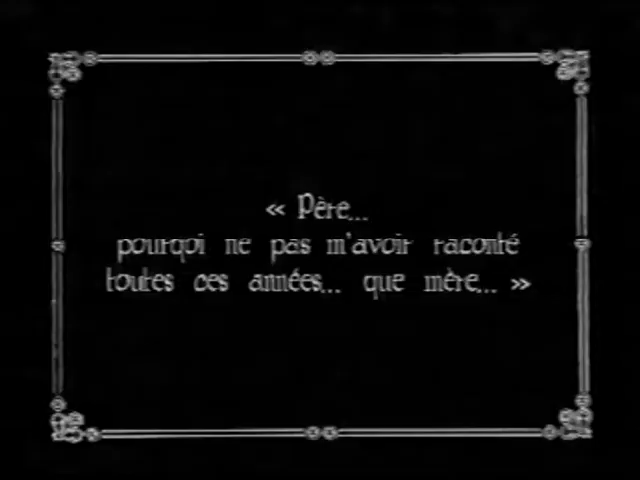 « Père...
pourqoi ne pas m'avoir raconté
toutes ces années... que mère... »